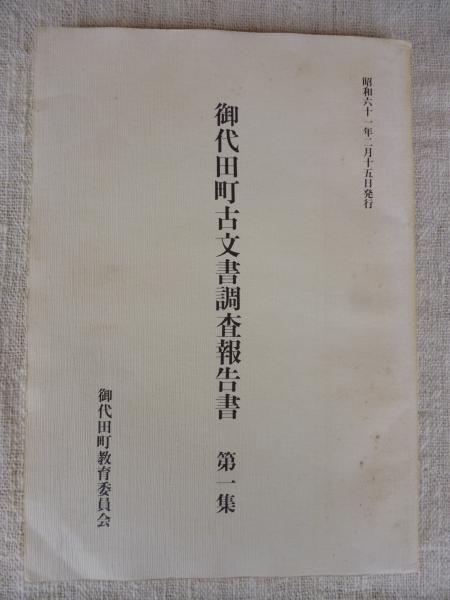 昭和六十一年二月十五日発行
御代田町古文書調査報告書 第一集
御代田町教育委員会